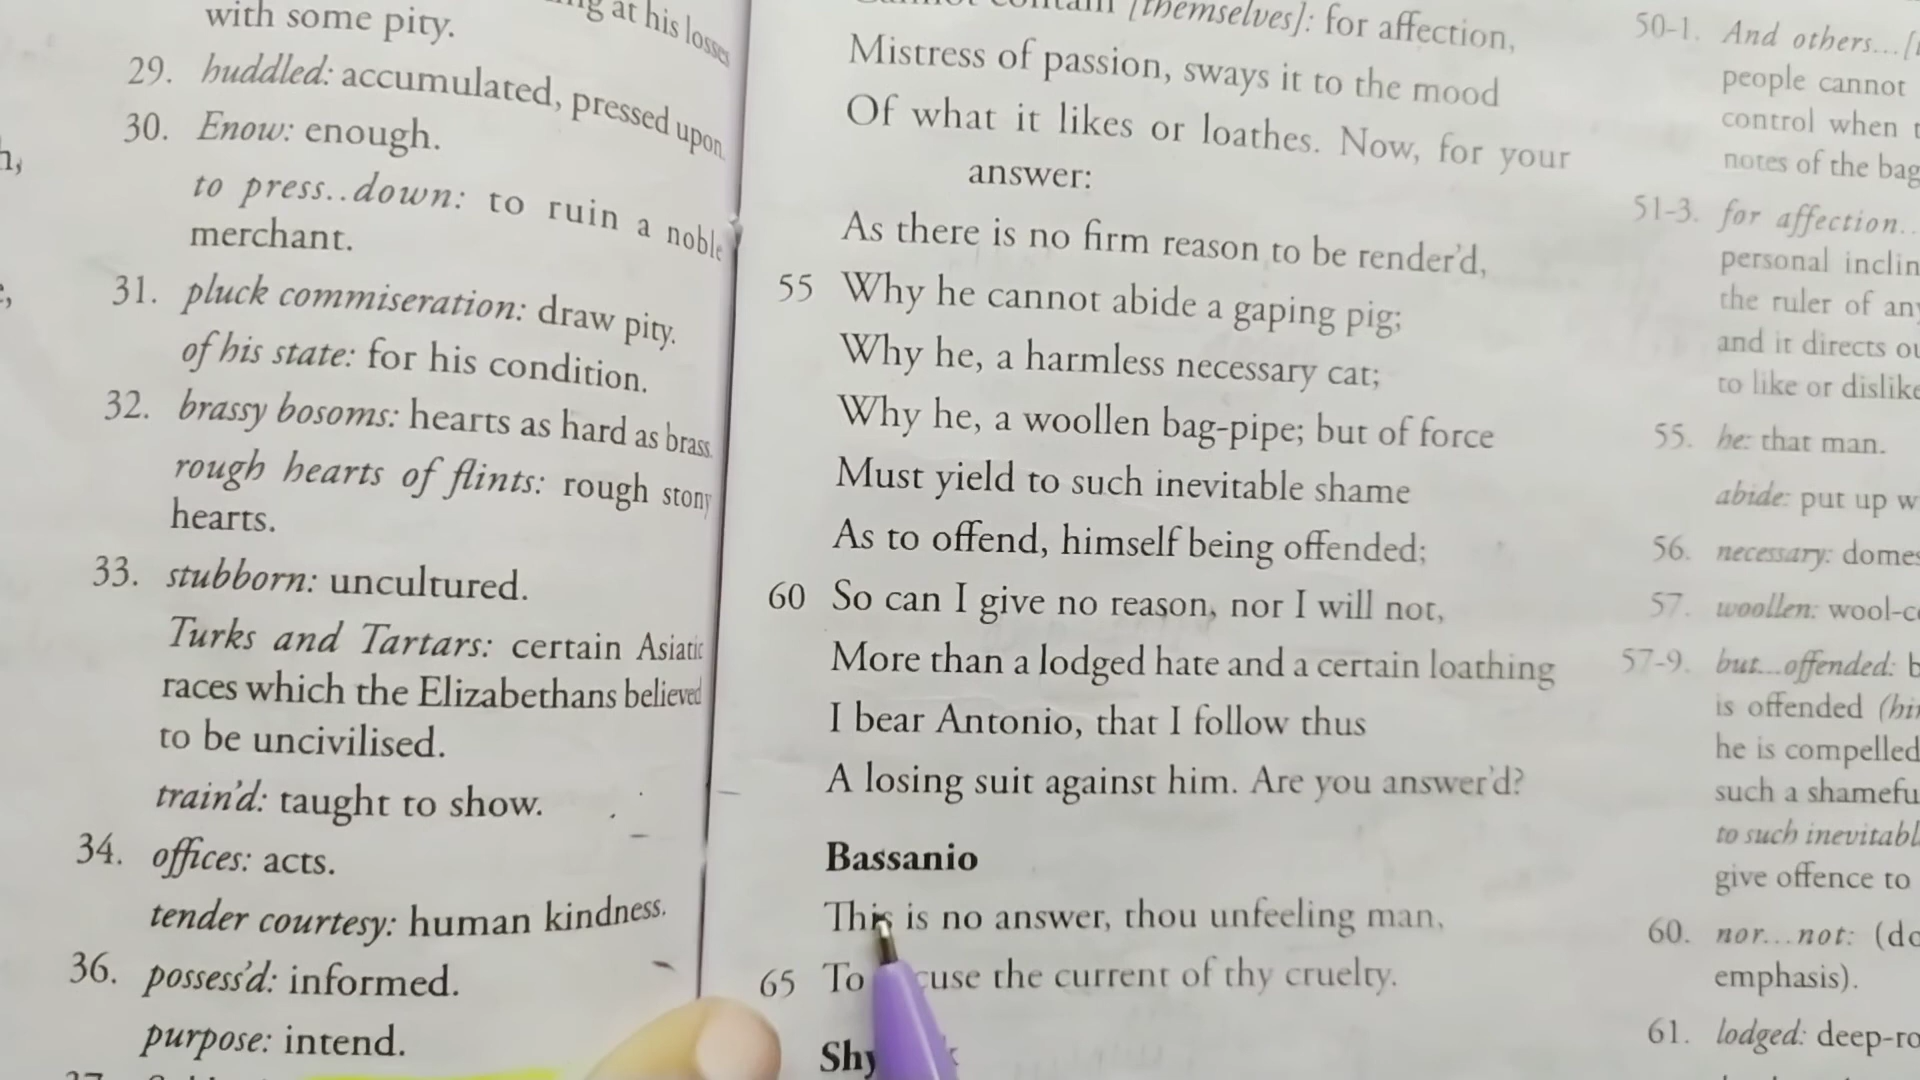 at his losses
with some pity.
29. huddled: accumulated, pressed upon.
30. Enow: enough.
to press..down: to ruin a noble
merchant.
31. pluck commiseration: draw pity.
of his state: for his condition.
32. brassy bosoms: hearts as hard as brass.
rough hearts of flints: rough stony
hearts.
33. stubborn: uncultured.
Turks and Tartars: certain Asiatic
races which the Elizabethans believed
to be uncivilised.
train'd: taught to show.
34. offices: acts.
tender courtesy: human kindness.
36. possess'd: informed.
purpose: intend.
[themselves]: for affection,
Mistress of passion, sways it to the mood
Of what it likes or loathes. Now, for your
answer:
As there is no firm reason to be render'd,
55 Why he cannot abide a gaping pig;
Why he, a harmless necessary cat;
Why he, a woollen bag-pipe; but of force
Must yield to such inevitable shame
As to offend, himself being offended;
60 So can I give no reason, nor I will not,
More than a lodged hate and a certain loathing
I bear Antonio, that I follow thus
A losing suit against him. Are you answer'd?
Bassanio
This is no answer, thou unfeeling man,
65 To cuse the current of thy cruelty.
Shy
50-1. And others...[
people cannot
control when t
notes of the bag
51-3. for affection..
personal inclin
the ruler of any
and it directs ou
to like or dislike
55. he: that man.
abide: put up w
56. necessary: domes
57. woollen: wool-co
57-9. but...offended: b
is offended (hi
he is compelled
such a shamefu
to such inevitabl
give offence to
60. nor...not: (do
emphasis).
61. lodged: deep-ro